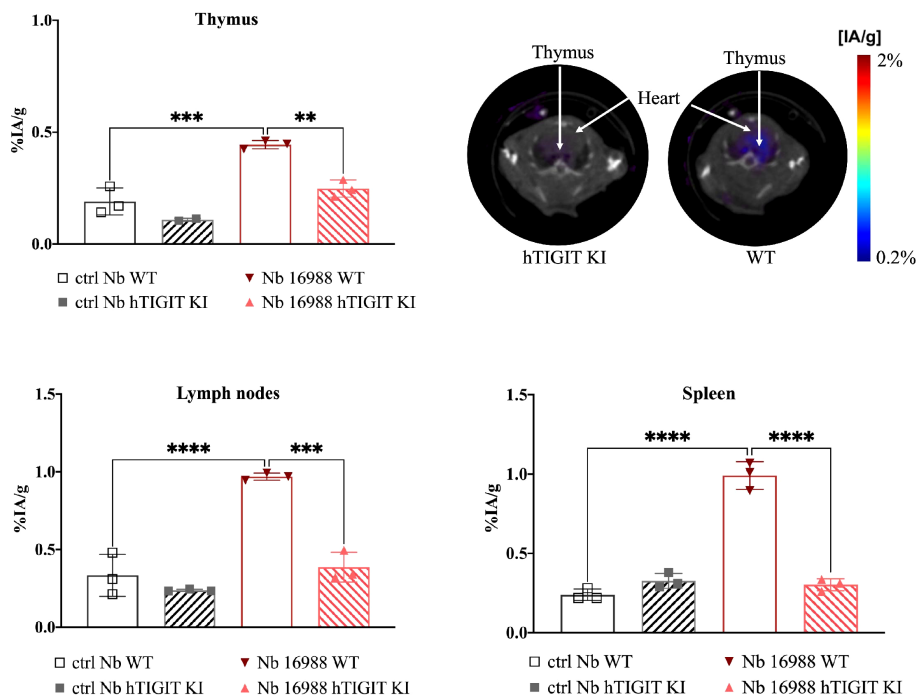 Thymus
1.0
0.5
0.0
%IA/g
*** **
ctrl Nb WT
Nb 16988 WT
ctrl Nb hTIGIT KI
Nb 16988 hTIGIT KI
[IA/g]
Thymus
Thymus
2%
Heart
0.2%
hTIGIT KI
WT
Lymph nodes
1.5
1.0
0.5
0.0
%IA/g
**** ***
ctrl Nb WT
Nb 16988 WT
ctrl Nb hTIGIT KI
Nb 16988 hTIGIT KI
Spleen
1.5
1.0
0.5
0.0
%IA/g
**** ****
ctrl Nb WT
Nb 16988 WT
ctrl Nb hTIGIT KI
Nb 16988 hTIGIT KI